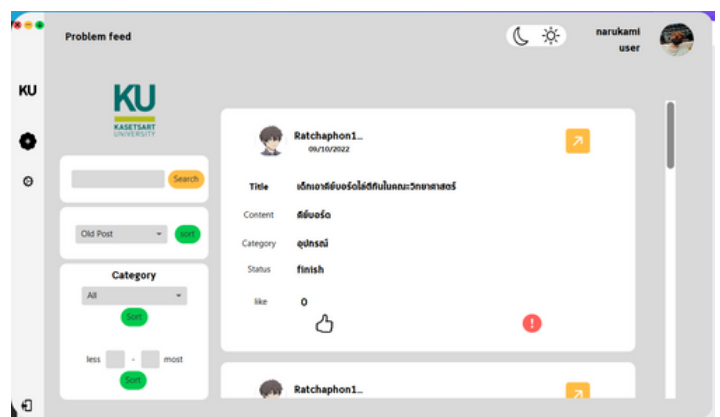 Problem feed
narukami
user
KU
KU
KASETSART
UNIVERSITY
Search
Old Post
sort
Category
All
Sort
less - most
Sort
Ratchaphon1...
09/10/2022
Title เด็กเอาคีย์บอร์ดไล่ตีกันในคณะวิทยาศาสตร์
Content คีย์บอร์ด
Category อุปกรณ์
Status finish
like 0
Ratchaphon1...